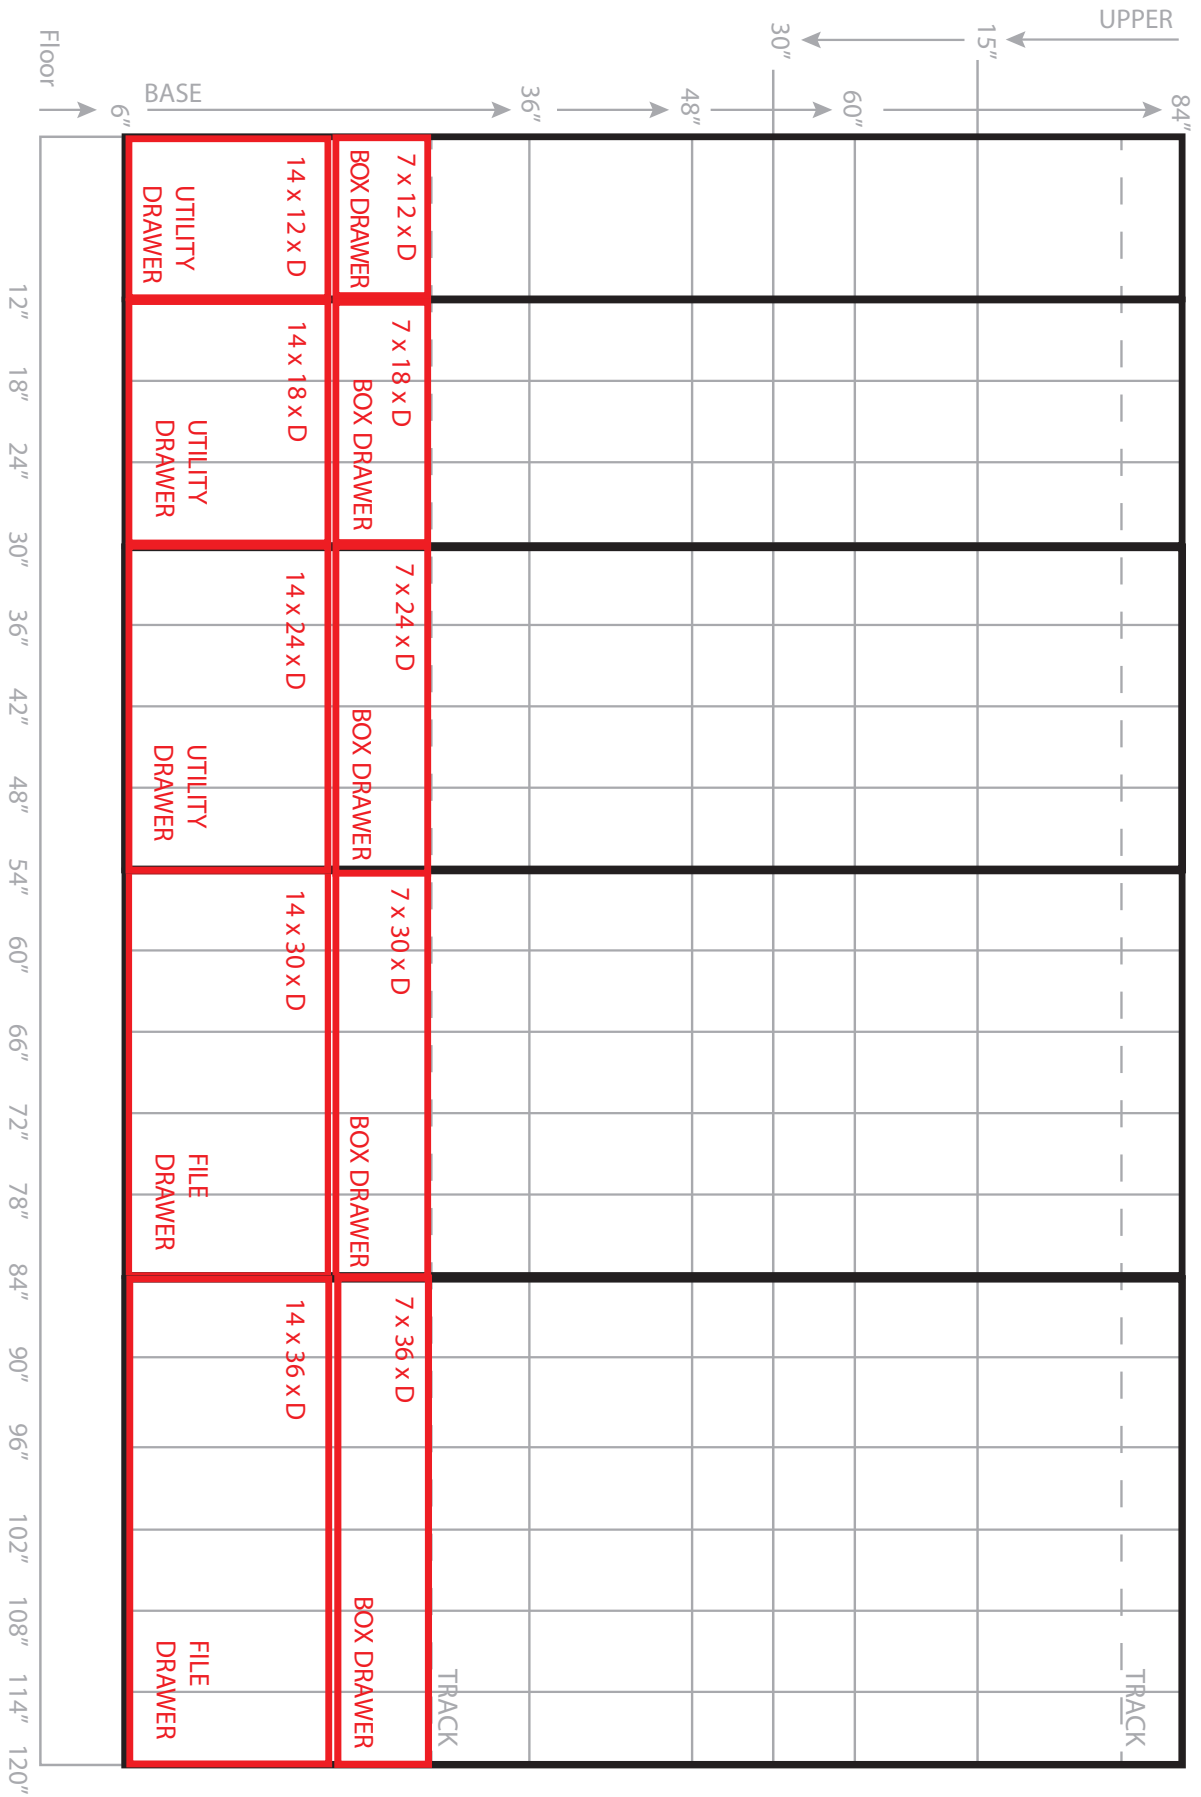 Floor
6”
BASE
36”
48”
60”
84”
UPPER
15”
30”
7 x 12 x D
BOX DRAWER
14 x 12 x D
UTILITY
DRAWER
7 x 18 x D
BOX DRAWER
14 x 18 x D
UTILITY
DRAWER
7 x 24 x D
BOX DRAWER
14 x 24 x D
UTILITY
DRAWER
7 x 30 x D
BOX DRAWER
14 x 30 x D
FILE
DRAWER
7 x 36 x D
BOX DRAWER
14 x 36 x D
FILE
DRAWER
TRACK
TRACK
12”
18”
24”
30”
36”
42”
48”
54”
60”
66”
72”
78”
84”
90”
96”
102”
108”
114”
120”